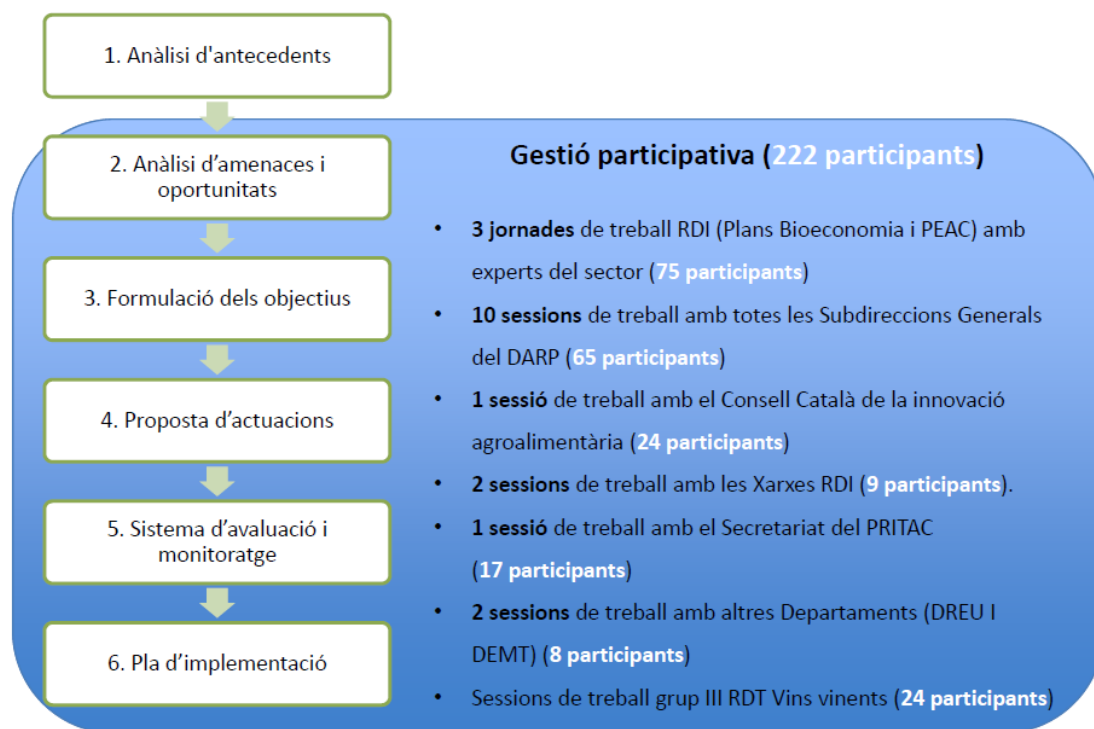 1. Anàlisi d'antecedents
2. Anàlisi d’amenaces i
oportunitats
3. Formulació dels objectius
4. Proposta d’actuacions
5. Sistema d’avaluació i
monitoratge
6. Pla d’implementació
Gestió participativa (222 participants)
• 3 jornades de treball RDI (Plans Bioeconomia i PEAC) amb
experts del sector (75 participants)
• 10 sessions de treball amb totes les Subdireccions Generals
del DARP (65 participants)
• 1 sessió de treball amb el Consell Català de la innovació
agroalimentària (24 participants)
• 2 sessions de treball amb les Xarxes RDI (9 participants).
• 1 sessió de treball amb el Secretariat del PRITAC
(17 participants)
• 2 sessions de treball amb altres Departaments (DREU I
DEMT) (8 participants)
• Sessions de treball grup III RDT Vins vinents (24 participants)